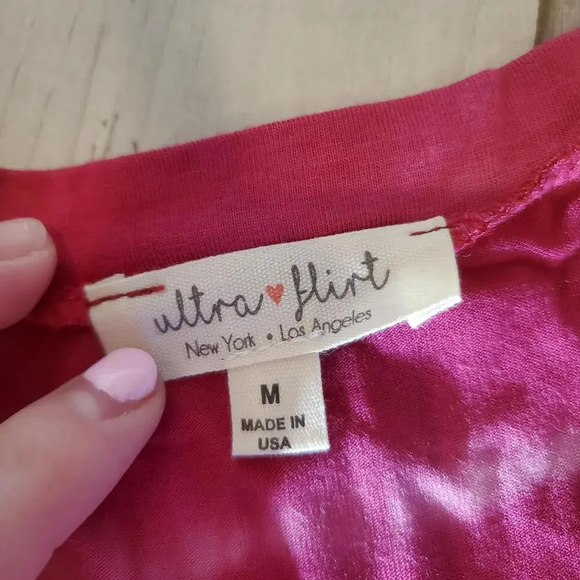 ultra ♥ flirt
New York • Los Angeles
M
MADE IN
USA